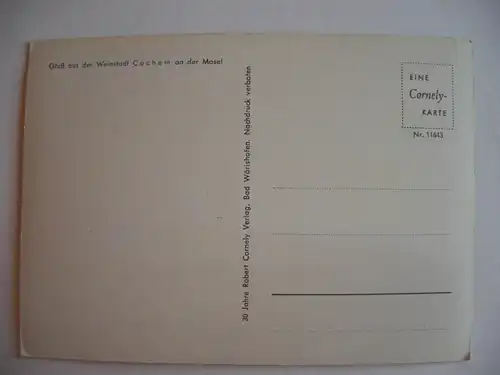 Gruß aus der Weinstadt Cochem an der Mosel
EINE
Cornely-
KARTE
Nr. 11643
30 Jahre Robert Cornely Verlag, Bad Wörishofen. Nachdruck verboten